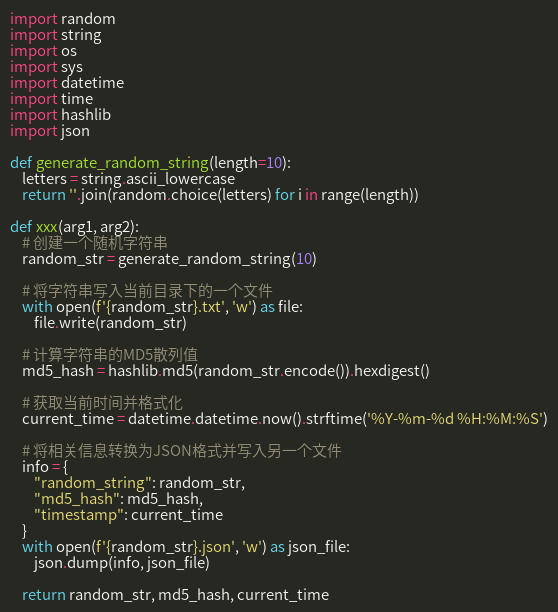 import random
import string
import os
import sys
import datetime
import time
import hashlib
import json

def generate_random_string(length=10):
    letters = string.ascii_lowercase
    return ''.join(random.choice(letters) for i in range(length))

def xxx(arg1, arg2):
    # 创建一个随机字符串
    random_str = generate_random_string(10)

    # 将字符串写入当前目录下的一个文件
    with open(f'{random_str}.txt', 'w') as file:
        file.write(random_str)

    # 计算字符串的MD5散列值
    md5_hash = hashlib.md5(random_str.encode()).hexdigest()

    # 获取当前时间并格式化
    current_time = datetime.datetime.now().strftime('%Y-%m-%d %H:%M:%S')

    # 将相关信息转换为JSON格式并写入另一个文件
    info = {
        "random_string": random_str,
        "md5_hash": md5_hash,
        "timestamp": current_time
    }
    with open(f'{random_str}.json', 'w') as json_file:
        json.dump(info, json_file)

    return random_str, md5_hash, current_time